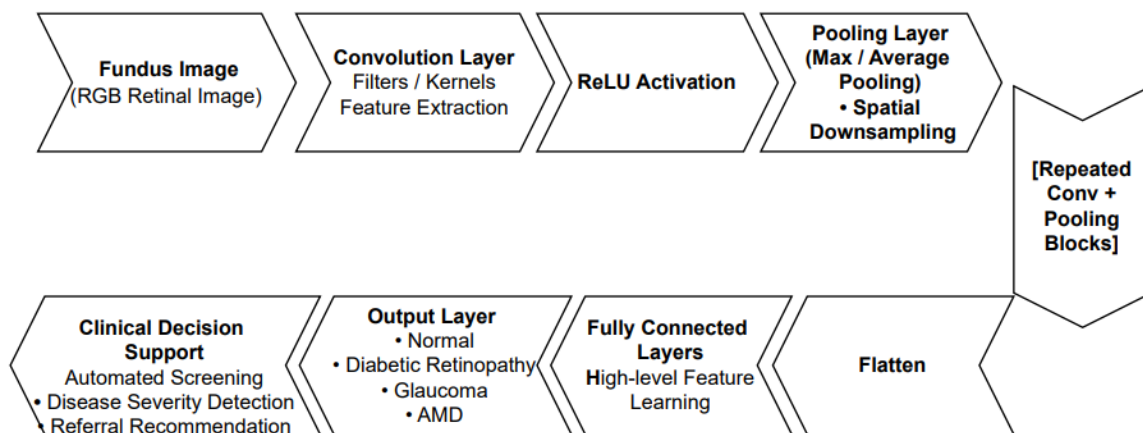 Fundus Image
(RGB Retinal Image)
Convolution Layer
Filters / Kernels
Feature Extraction
ReLU Activation
Pooling Layer
(Max / Average
Pooling)
• Spatial
Downsampling
[Repeated
Conv +
Pooling
Blocks]
Flatten
Fully Connected
Layers
High-level Feature
Learning
Output Layer
• Normal
• Diabetic Retinopathy
• Glaucoma
• AMD
Clinical Decision
Support
Automated Screening
• Disease Severity Detection
• Referral Recommendation